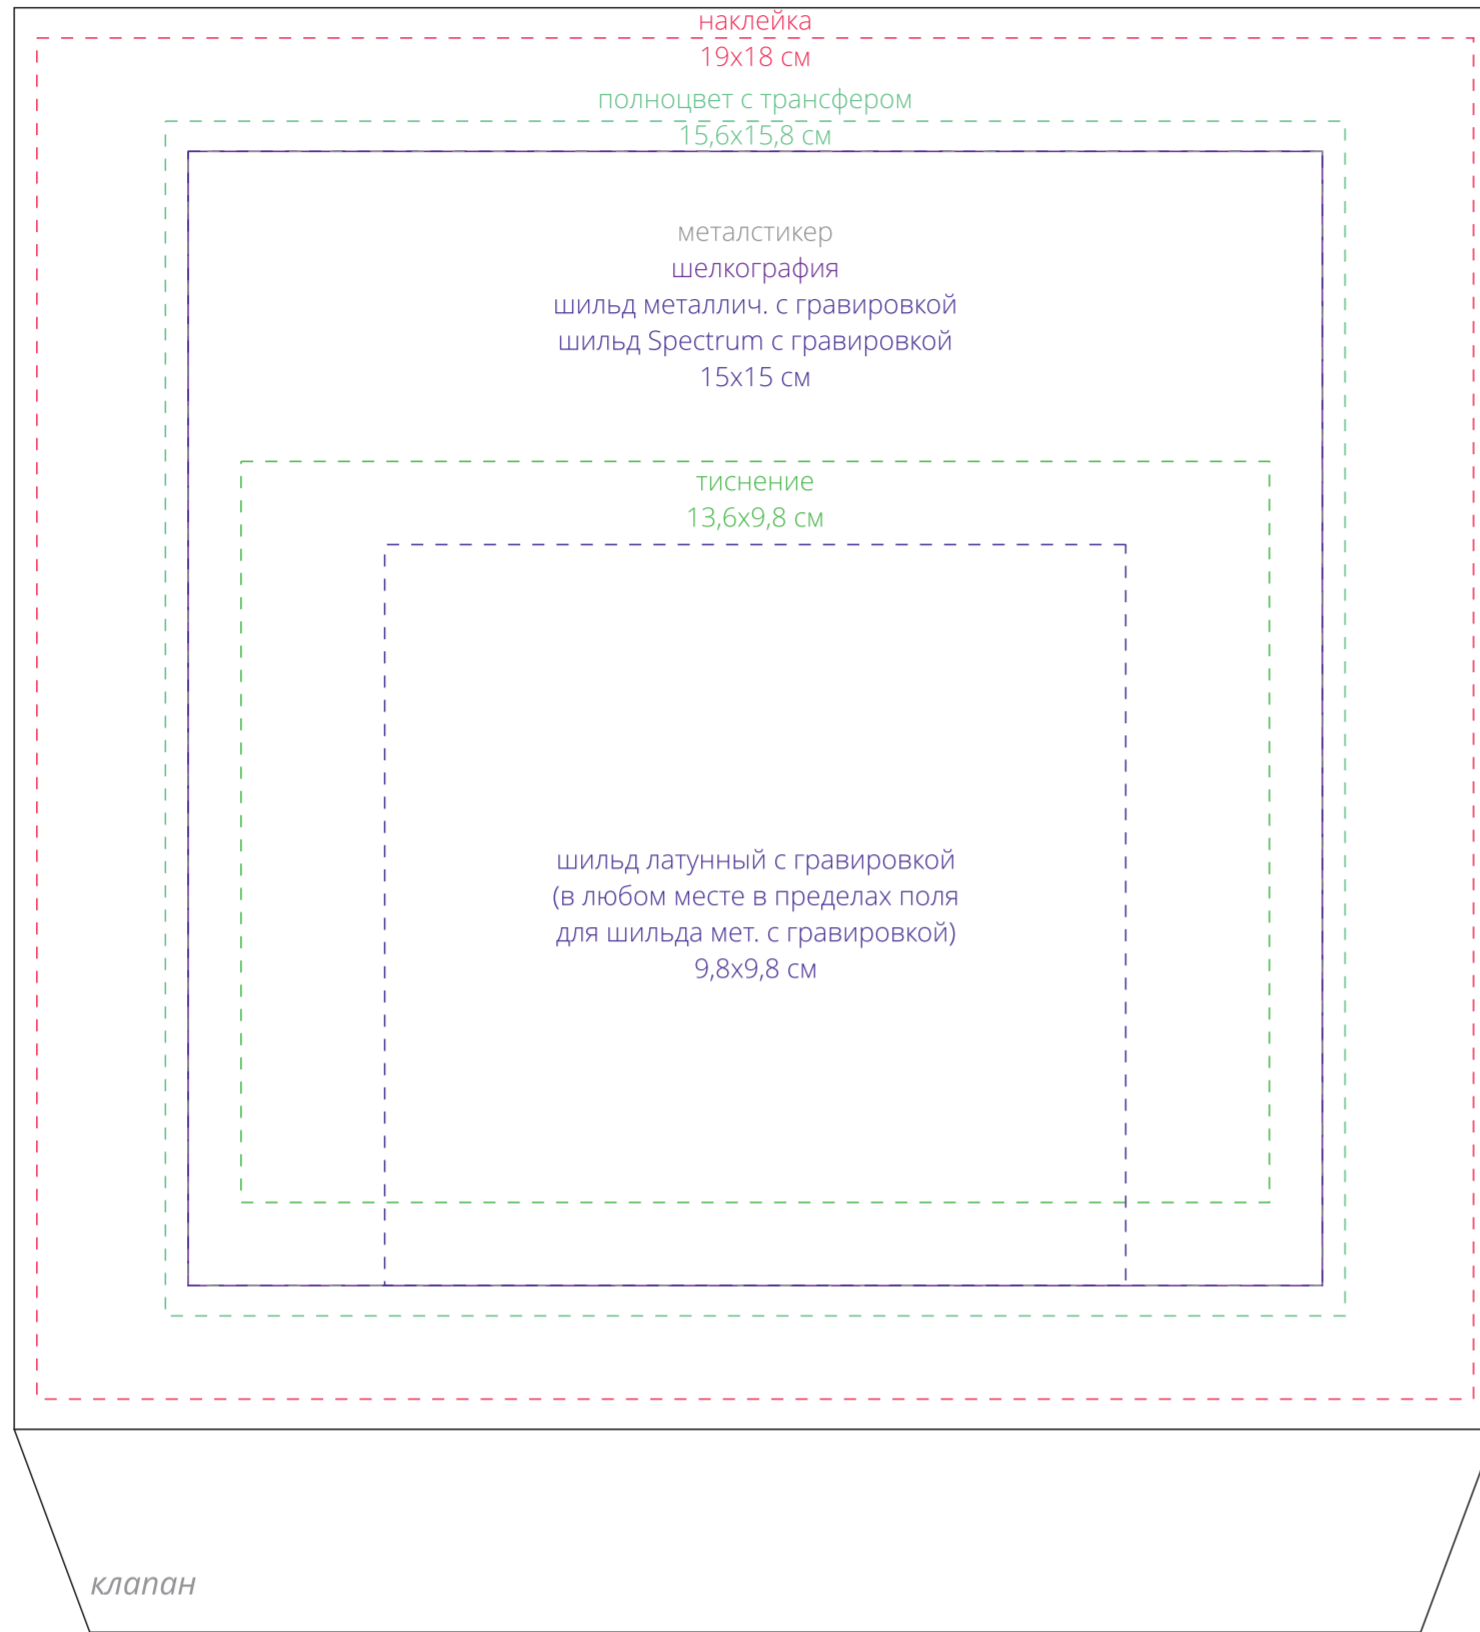 наклейка
19х18 см
полноцвет с трансфером
15,6х15,8 см
металстикер
шелкография
шильд металлич. с гравировкой
шильд Spectrum с гравировкой
15х15 см
тиснение
13,6х9,8 см
шильд латунный с гравировкой
(в любом месте в пределах поля
для шильда мет. с гравировкой)
9,8х9,8 см
клапан